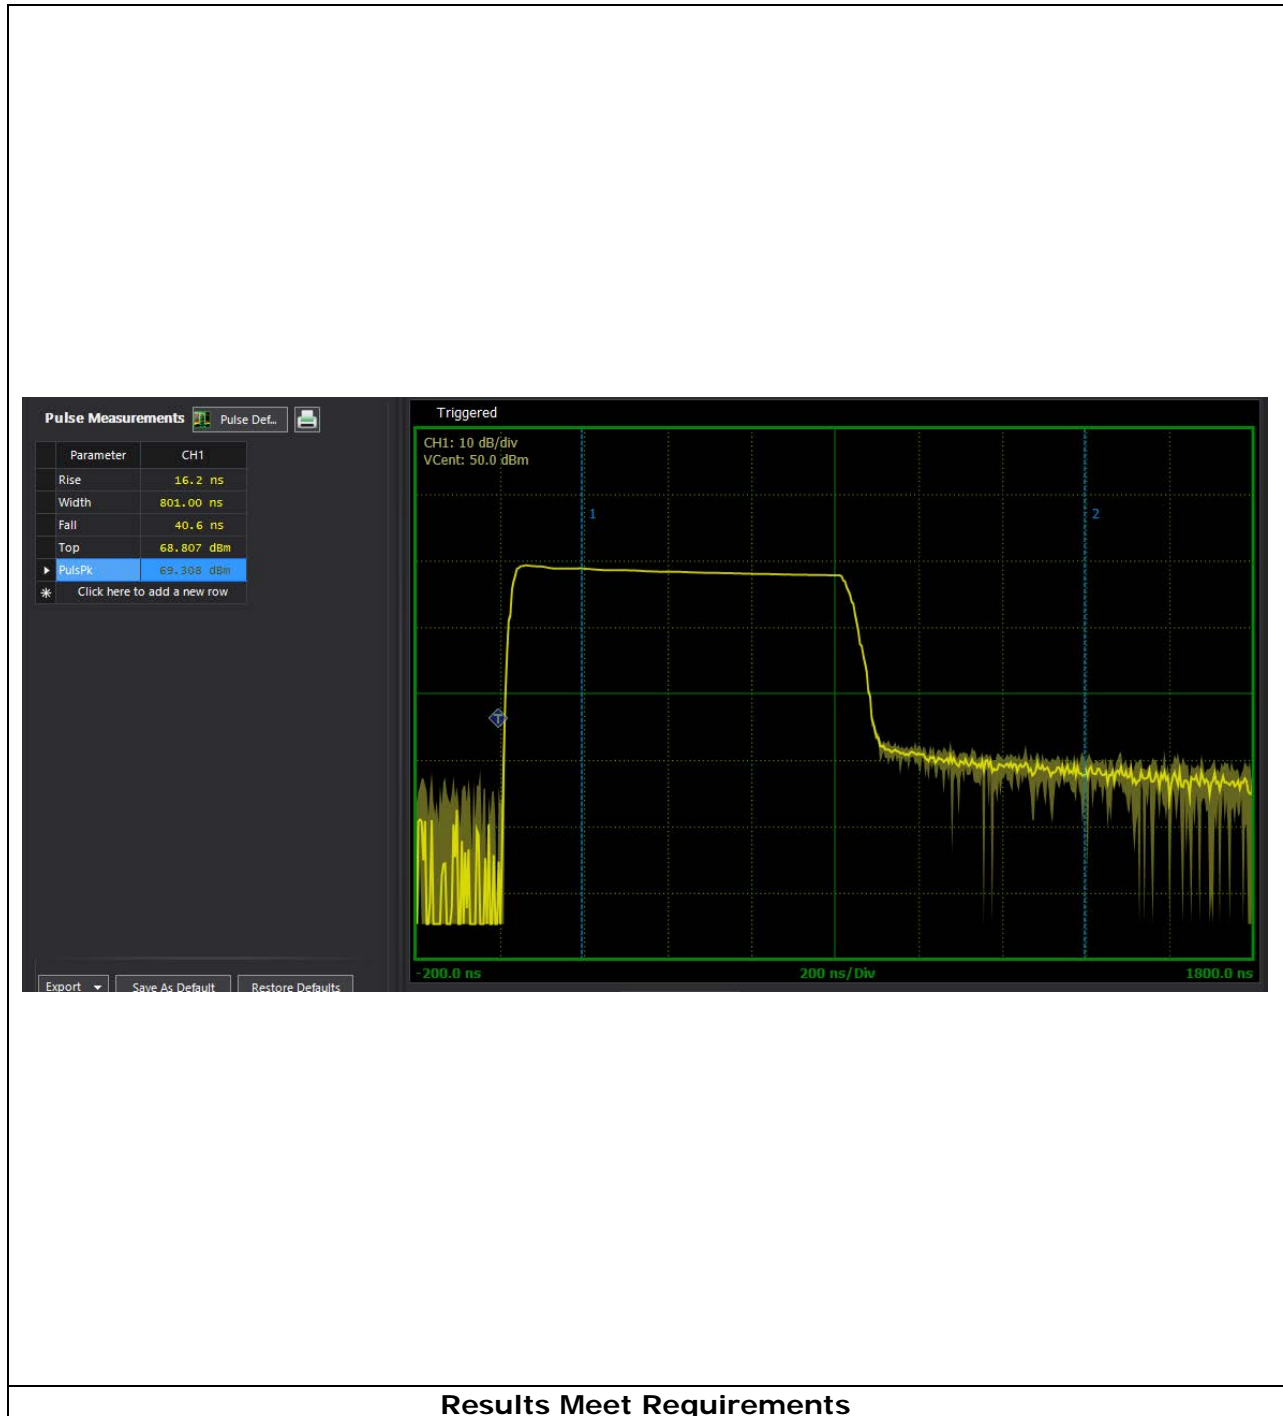 Pulse Measurements Pulse Def...
Parameter CH1
Rise 16.2 ns
Width 801.00 ns
Fall 40.6 ns
Top 68.807 dBm
PulsPk 69.308 dBm
Click here to add a new row
Export Save As Default Restore Defaults
Triggered
CH1: 10 dB/div
VCent: 50.0 dBm
1 2
T
-200.0 ns 200 ns/Div 1800.0 ns
Results Meet Requirements